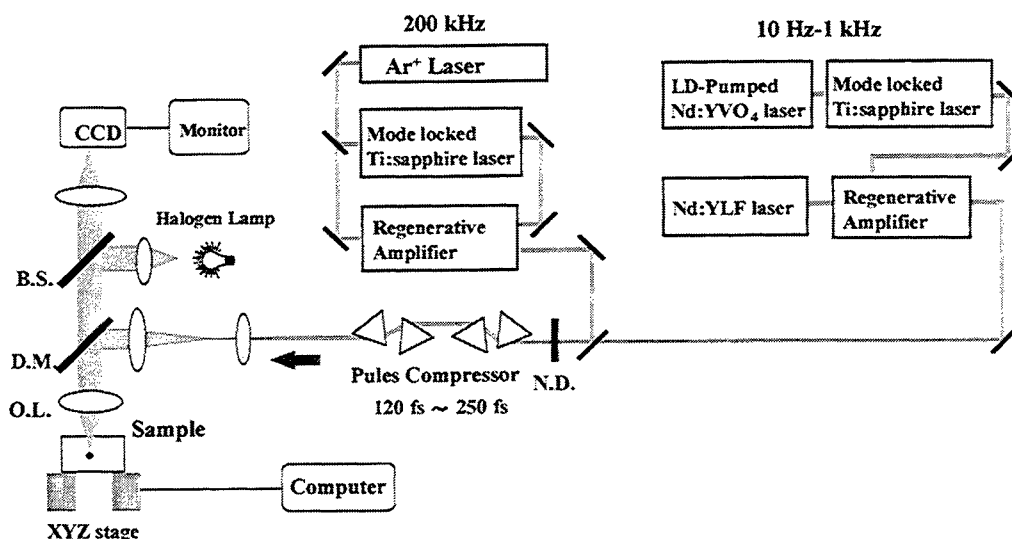 200 kHz
10 Hz-1 kHz
Ar⁺ Laser
LD-Pumped
Nd:YVO₄ laser
Mode locked
Ti:sapphire laser
CCD
Monitor
Mode locked
Ti:sapphire laser
Halogen Lamp
Nd:YLF laser
Regenerative
Amplifier
Regenerative
Amplifier
B.S.
D.M.
Pules Compressor
N.D.
120 fs ~ 250 fs
O.L.
Sample
Computer
XYZ stage